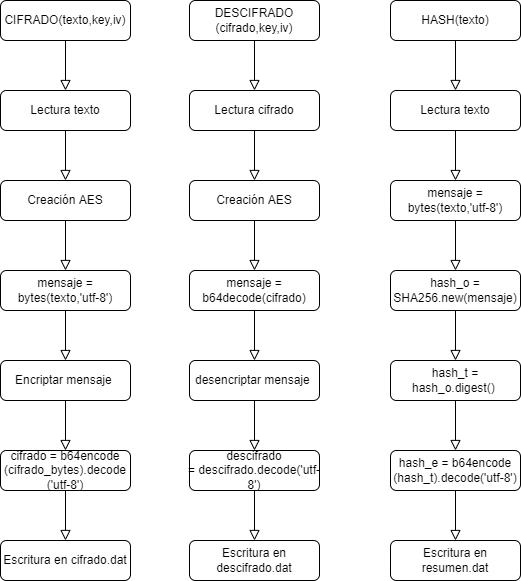 CIFRADO(texto,key,iv)
Lectura texto
Creación AES
mensaje =
bytes(texto,'utf-8')
Encriptar mensaje
cifrado = b64encode
(cifrado_bytes).decode
('utf-8')
Escritura en cifrado.dat
DESCIFRADO
(cifrado,key,iv)
Lectura cifrado
Creación AES
mensaje =
b64decode(cifrado)
desencriptar mensaje
descifrado
= descifrado.decode('utf-
8')
Escritura en
descifrado.dat
HASH(texto)
Lectura texto
mensaje =
bytes(texto,'utf-8')
hash_o =
SHA256.new(mensaje)
hash_t =
hash_o.digest()
hash_e = b64encode
(hash_t).decode('utf-8')
Escritura en
resumen.dat